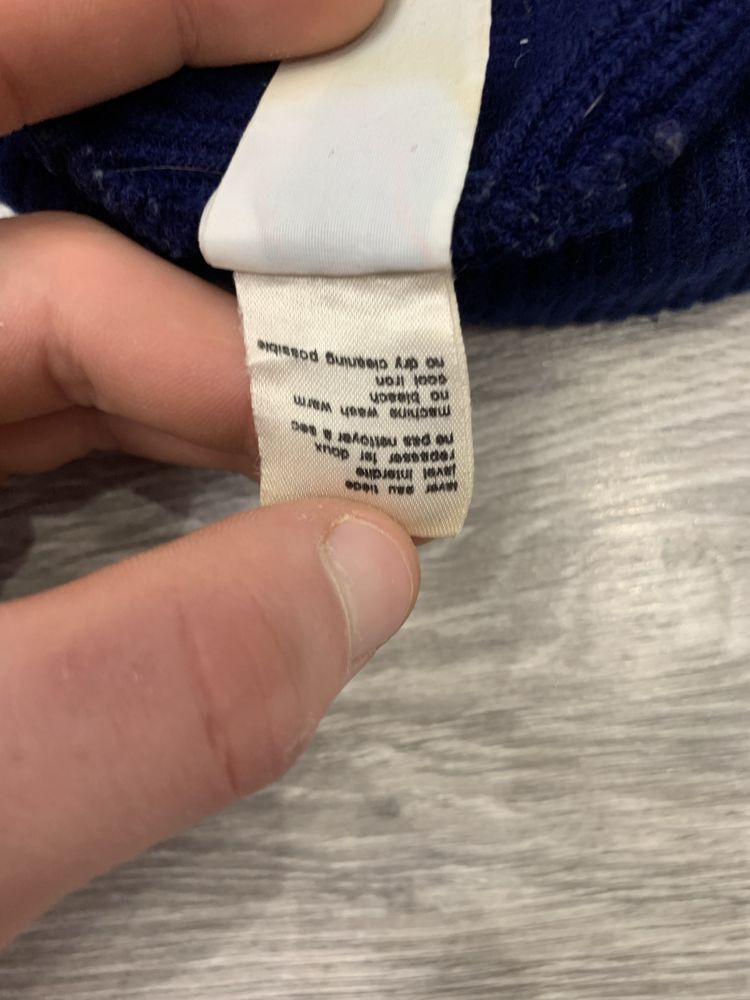 laver eau tiède
javel interdite
repasser fer doux
ne pas nettoyer à sec
machine wash warm
no bleach
cool iron
no dry cleaning possible